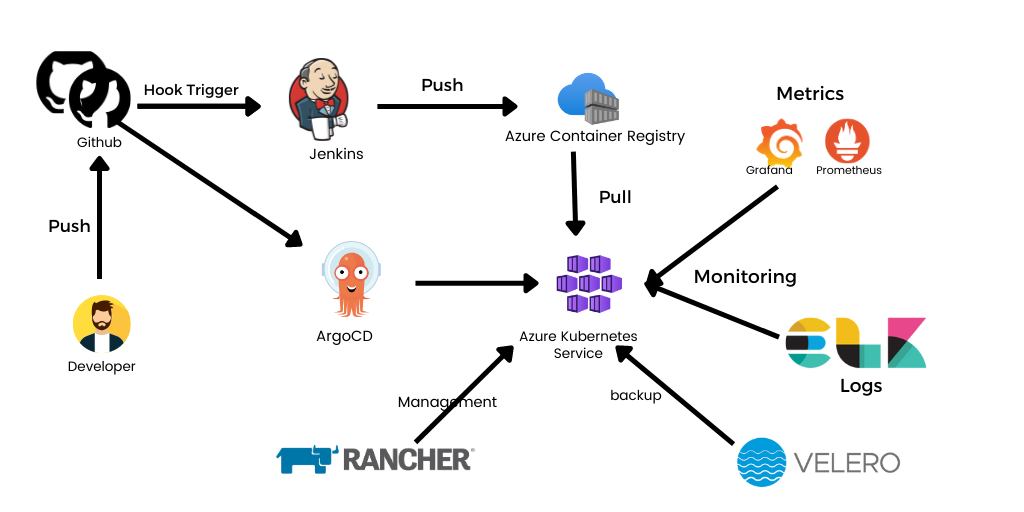 Hook Trigger
Push
Metrics
Github
Jenkins
Azure Container Registry
Grafana
Prometheus
Pull
Push
Monitoring
ArgoCD
Azure Kubernetes
Service
Developer
ELK
Logs
Management
backup
RANCHER®
VELERO